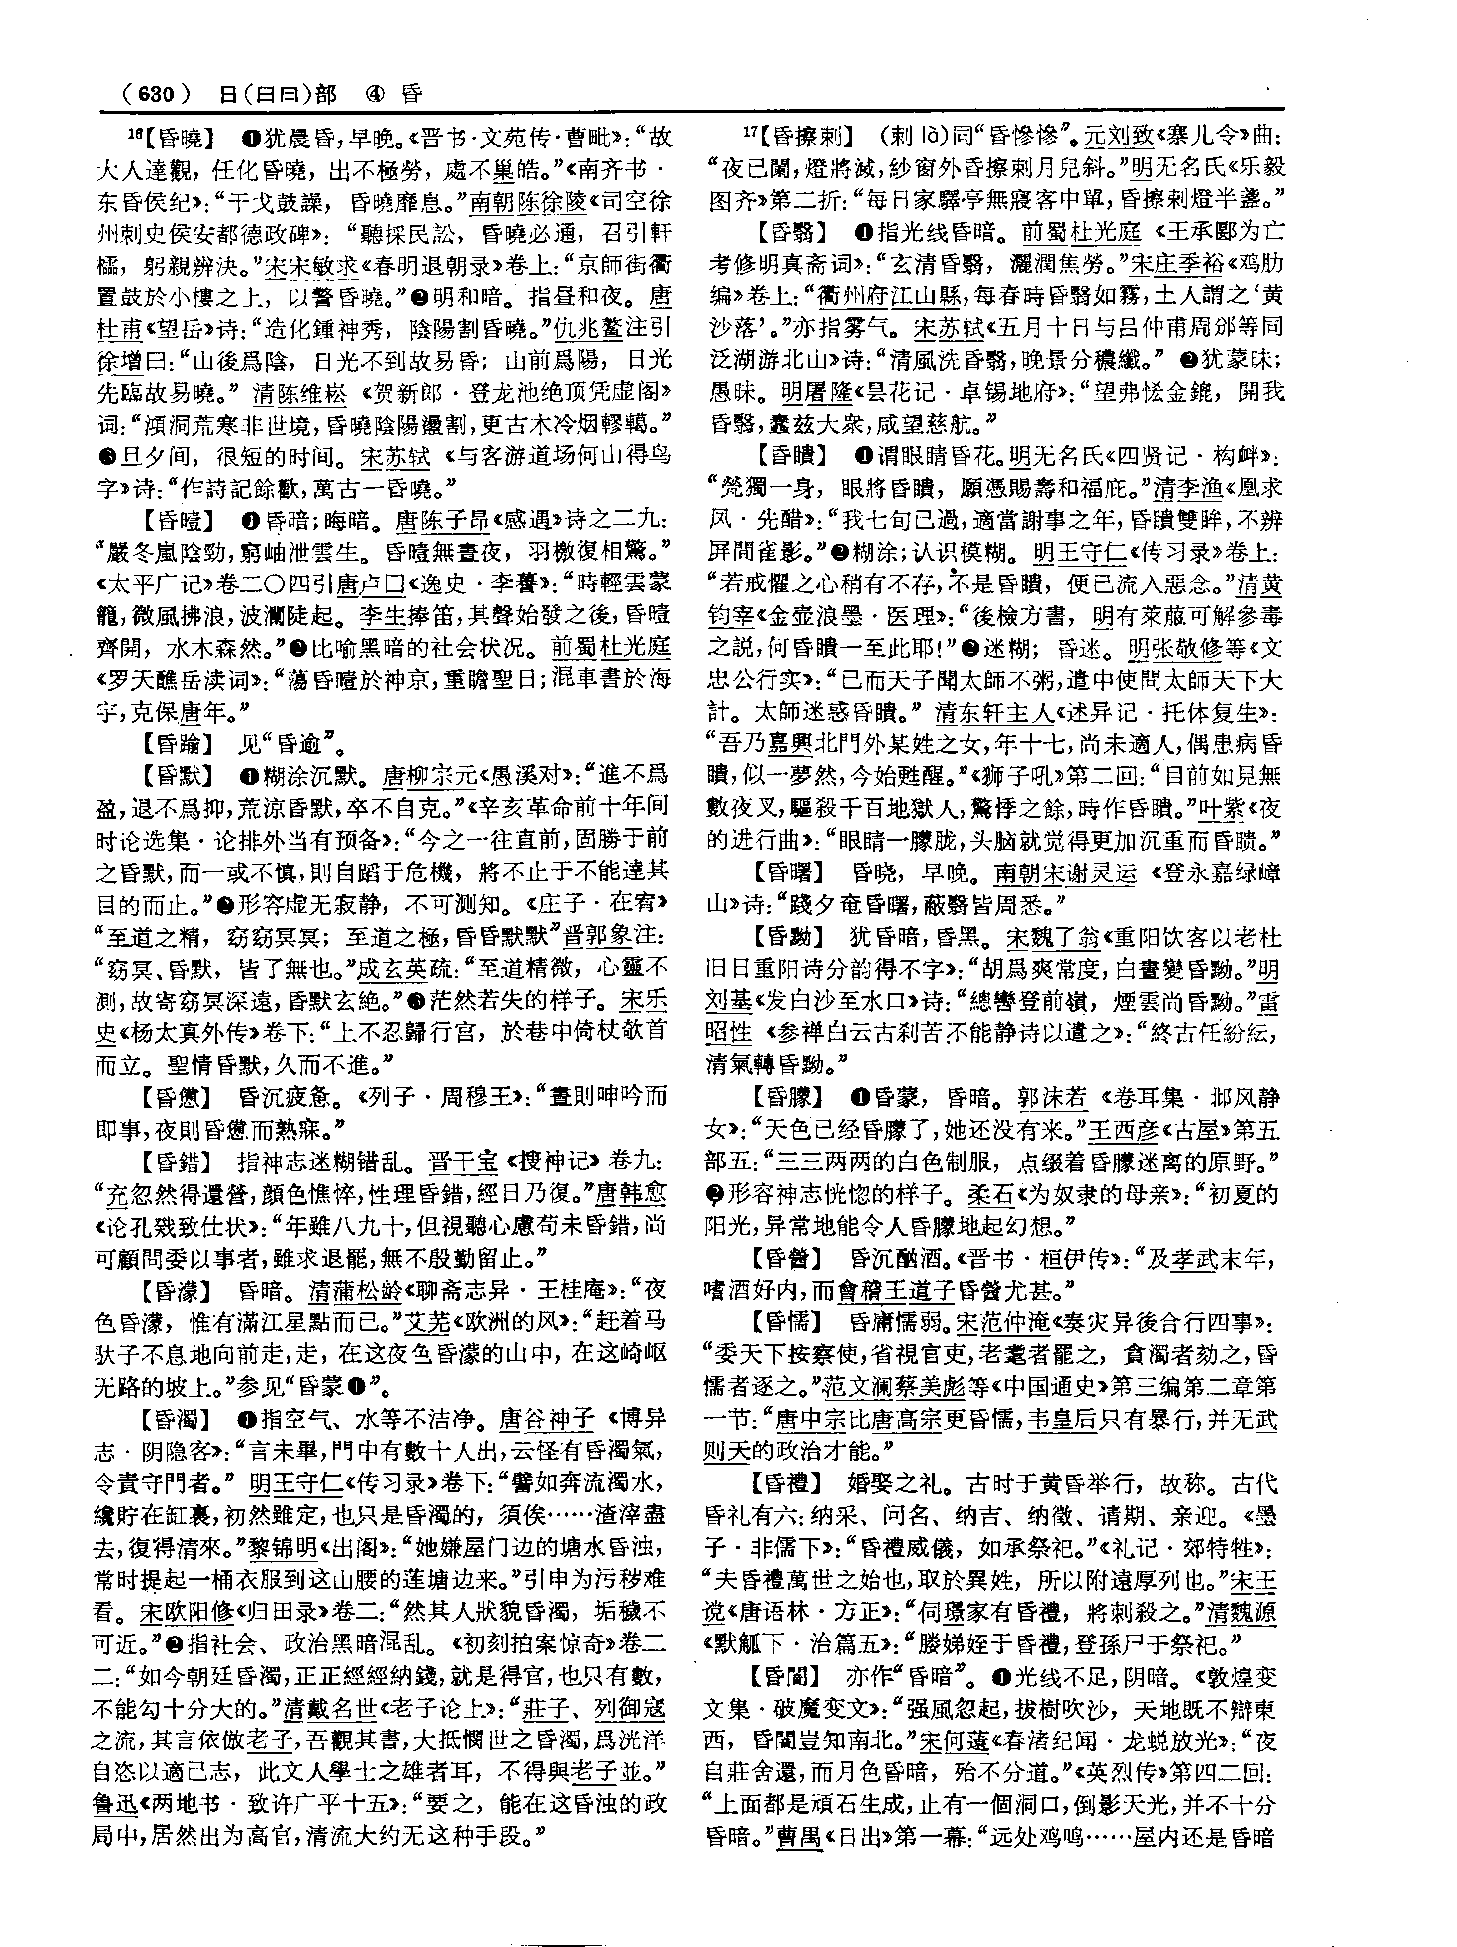 （630） 日（曰冃）部 ④ 昏
16【昏曉】 ❶犹晨昏，早晚。《晋书·文苑传·曹毗》：“故
大人達觀，任化昏曉，出不極勞，處不巢皓。”《南齐书·
东昏侯纪》：“干戈鼓譟，昏曉靡息。”南朝陈徐陵《司空徐
州刺史侯安都德政碑》：“聽採民訟，昏曉必通，召引軒
檽，躬親辨決。”宋宋敏求《春明退朝录》卷上：“京師街衢
置鼓於小樓之上，以警昏曉。”❷明和暗。指昼和夜。唐
杜甫《望岳》诗：“造化鍾神秀，陰陽割昏曉。”仇兆鳌注引
徐增曰：“山後爲陰，日光不到故易昏；山前爲陽，日光
先臨故易曉。”清陈维崧《贺新郎·登龙池绝顶凭虚阁》
词：“澒洞荒寒非世境，昏曉陰陽盪割，更古木冷烟轇轕。”
❸旦夕间，很短的时间。宋苏轼《与客游道场何山得鸟
字》诗：“作詩記餘歡，萬古一昏曉。”
【昏曀】 ❶昏暗；晦暗。唐陈子昂《感遇》诗之二九：
“嚴冬嵐陰勁，窮岫泄雲生。昏曀無晝夜，羽檄復相驚。”
《太平广记》卷二〇四引唐卢囗《逸史·李謩》：“時輕雲蒙
籠，微風拂浪，波瀾陡起。李生捧笛，其聲始發之後，昏曀
齊開，水木森然。”❷比喻黑暗的社会状况。前蜀杜光庭
《罗天醮岳渎词》：“蕩昏曀於神京，重瞻聖日；混車書於海
宇，克保唐年。”
【昏踰】 见“昏逾”。
【昏默】 ❶糊涂沉默。唐柳宗元《愚溪对》：“進不爲
盈，退不爲抑，荒凉昏默，卒不自克。”《辛亥革命前十年间
时论选集·论排外当有预备》：“今之一往直前，固勝于前
之昏默，而一或不慎，則自蹈于危機，將不止于不能達其
目的而止。”❷形容虚无寂静，不可测知。《庄子·在宥》
“至道之精，窈窈冥冥；至道之極，昏昏默默”晋郭象注：
“窈冥、昏默，皆了無也。”成玄英疏：“至道精微，心靈不
測，故寄窈冥深遠，昏默玄絶。”❸茫然若失的样子。宋乐
史《杨太真外传》卷下：“上不忍歸行宫，於巷中倚杖欹首
而立。聖情昏默，久而不進。”
【昏憊】 昏沉疲惫。《列子·周穆王》：“晝則呻吟而
即事，夜則昏憊而熟寐。”
【昏錯】 指神志迷糊错乱。晋干宝《搜神记》卷九：
“充忽然得還營，顔色憔悴，性理昏錯，經日乃復。”唐韩愈
《论孔戣致仕状》：“年雖八九十，但視聽心慮苟未昏錯，尚
可顧問委以事者，雖求退罷，無不殷勤留止。”
【昏濛】 昏暗。清蒲松龄《聊斋志异·王桂庵》：“夜
色昏濛，惟有滿江星點而已。”艾芜《欧洲的风》：“赶着马
驮子不息地向前走，走，在这夜色昏濛的山中，在这崎岖
无路的坡上。”参见“昏蒙❶”。
【昏濁】 ❶指空气、水等不洁净。唐谷神子《博异
志·阴隐客》：“言未畢，門中有數十人出，云怪有昏濁氣，
令責守門者。”明王守仁《传习录》卷下：“譬如奔流濁水，
纔貯在缸裏，初然雖定，也只是昏濁的，須俟……渣滓盡
去，復得清來。”黎锦明《出阁》：“她嫌屋门边的塘水昏浊，
常时提起一桶衣服到这山腰的莲塘边来。”引申为污秽难
看。宋欧阳修《归田录》卷二：“然其人狀貌昏濁，垢穢不
可近。”❷指社会、政治黑暗混乱。《初刻拍案惊奇》卷二
二：“如今朝廷昏濁，正正經經納錢，就是得官，也只有數，
不能勾十分大的。”清戴名世《老子论上》：“莊子、列御寇
之流，其言依倣老子，吾觀其書，大抵憫世之昏濁，爲洸洋
自恣以適己志，此文人學士之雄者耳，不得與老子並。”
鲁迅《两地书·致许广平十五》：“要之，能在这昏浊的政
局中，居然出为高官，清流大约无这种手段。”
17【昏擦剌】 （剌 là）同“昏惨惨”。元刘致《寨儿令》曲：
“夜已闌，燈將滅，紗窗外昏擦剌月兒斜。”明无名氏《乐毅
图齐》第二折：“每日家驛亭無寢客中單，昏擦剌燈半盞。”
【昏翳】 ❶指光线昏暗。前蜀杜光庭《王承郾为亡
考修明真斋词》：“玄清昏翳，灑潤焦勞。”宋庄季裕《鸡肋
编》卷上：“衢州府江山縣，每春時昏翳如霧，土人謂之‘黄
沙落’。”亦指雾气。宋苏轼《五月十日与吕仲甫周邠等同
泛湖游北山》诗：“清風洗昏翳，晚景分穠纖。” ❷犹蒙昧；
愚昧。明屠隆《昙花记·卓锡地府》：“望弗怯金鎞，開我
昏翳，蠢兹大衆，咸望慈航。”
【昏瞶】 ❶谓眼睛昏花。明无名氏《四贤记·构衅》：
“煢獨一身，眼將昏瞶，願憑賜壽和福庇。”清李渔《凰求
凤·先醋》：“我七旬已過，適當謝事之年，昏瞶雙眸，不辨
屏間雀影。”❷糊涂；认识模糊。明王守仁《传习录》卷上：
“若戒懼之心稍有不存，不是昏瞶，便已流入惡念。”清黄
钧宰《金壶浪墨·医理》：“後檢方書，明有萊菔可解參毒
之説，何昏瞶一至此耶！”❸迷糊；昏迷。明张敬修等《文
忠公行实》：“已而天子聞太師不粥，遣中使問太師天下大
計。太師迷惑昏瞶。”清东轩主人《述异记·托体复生》：
“吾乃嘉興北門外某姓之女，年十七，尚未適人，偶患病昏
瞶，似一夢然，今始甦醒。”《狮子吼》第二回：“目前如見無
數夜叉，驅殺千百地獄人，驚悸之餘，時作昏瞶。”叶紫《夜
的进行曲》：“眼睛一朦胧，头脑就觉得更加沉重而昏瞆。”
【昏曙】 昏晓，早晚。南朝宋谢灵运《登永嘉绿嶂
山》诗：“踐夕奄昏曙，蔽翳皆周悉。”
【昏黝】 犹昏暗，昏黑。宋魏了翁《重阳饮客以老杜
旧日重阳诗分韵得不字》：“胡爲爽常度，白晝變昏黝。”明
刘基《发白沙至水口》诗：“總轡登前嶺，煙雲尚昏黝。”雷
昭性《参禅白云古刹苦不能静诗以遣之》：“終古任紛紜，
清氣轉昏黝。”
【昏朦】 ❶昏蒙，昏暗。郭沫若《卷耳集·邶风静
女》：“天色已经昏朦了，她还没有来。”王西彦《古屋》第五
部五：“三三两两的白色制服，点缀着昏朦迷离的原野。”
❷形容神志恍惚的样子。柔石《为奴隶的母亲》：“初夏的
阳光，异常地能令人昏朦地起幻想。”
【昏醟】 昏沉酗酒。《晋书·桓伊传》：“及孝武末年，
嗜酒好内，而會稽王道子昏醟尤甚。”
【昏懦】 昏庸懦弱。宋范仲淹《奏灾异後合行四事》：
“委天下按察使，省視官吏，老耄者罷之，貪濁者劾之，昏
懦者逐之。”范文澜蔡美彪等《中国通史》第三编第二章第
一节：“唐中宗比唐高宗更昏懦，韦皇后只有暴行，并无武
则天的政治才能。”
【昏禮】 婚娶之礼。古时于黄昏举行，故称。古代
昏礼有六：纳采、问名、纳吉、纳徵、请期、亲迎。《墨
子·非儒下》：“昏禮威儀，如承祭祀。”《礼记·郊特牲》：
“夫昏禮萬世之始也，取於異姓，所以附遠厚列也。”宋王
谠《唐语林·方正》：“伺璟家有昏禮，將刺殺之。”清魏源
《默觚下·治篇五》：“媵娣姪于昏禮，登孫尸于祭祀。”
【昏闇】 亦作“昏暗”。❶光线不足，阴暗。《敦煌变
文集·破魔变文》：“强風忽起，拔樹吹沙，天地既不辯東
西，昏闇豈知南北。”宋何薳《春渚纪闻·龙蜕放光》：“夜
自莊舍還，而月色昏暗，殆不分道。”《英烈传》第四二回：
“上面都是頑石生成，止有一個洞口，倒影天光，并不十分
昏暗。”曹禺《日出》第一幕：“远处鸡鸣……屋内还是昏暗